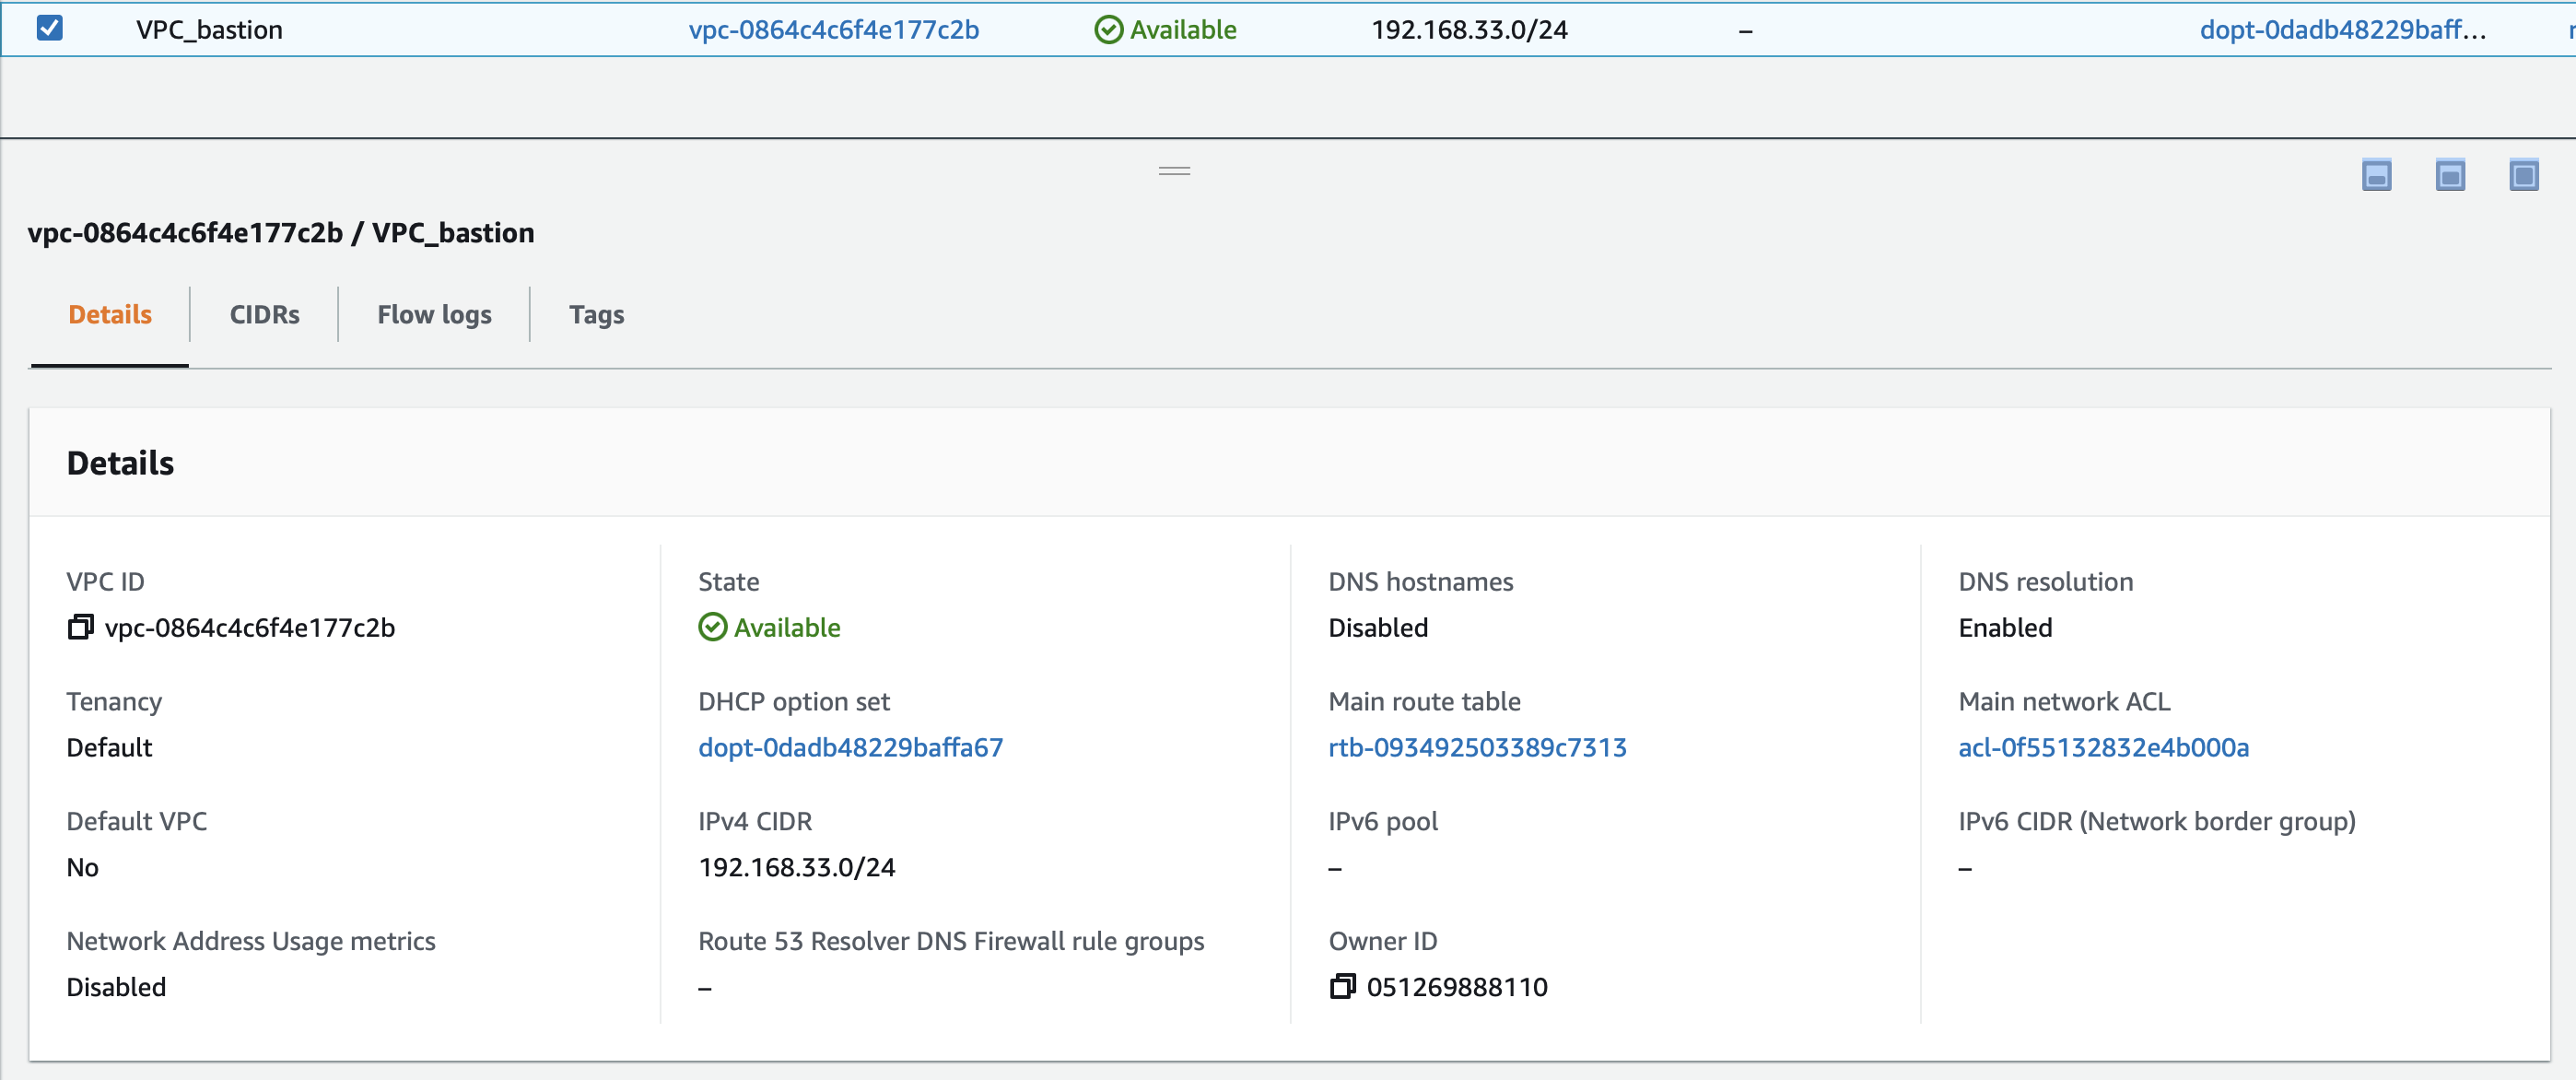 VPC_bastion vpc-0864c4c6f4e177c2b Available 192.168.33.0/24 – dopt-0dadb48229baff...
vpc-0864c4c6f4e177c2b / VPC_bastion
Details CIDRs Flow logs Tags
Details
VPC ID State DNS hostnames DNS resolution
vpc-0864c4c6f4e177c2b Available Disabled Enabled
Tenancy DHCP option set Main route table Main network ACL
Default dopt-0dadb48229baffa67 rtb-093492503389c7313 acl-0f55132832e4b000a
Default VPC IPv4 CIDR IPv6 pool IPv6 CIDR (Network border group)
No 192.168.33.0/24 – –
Network Address Usage metrics Route 53 Resolver DNS Firewall rule groups Owner ID
Disabled – 051269888110